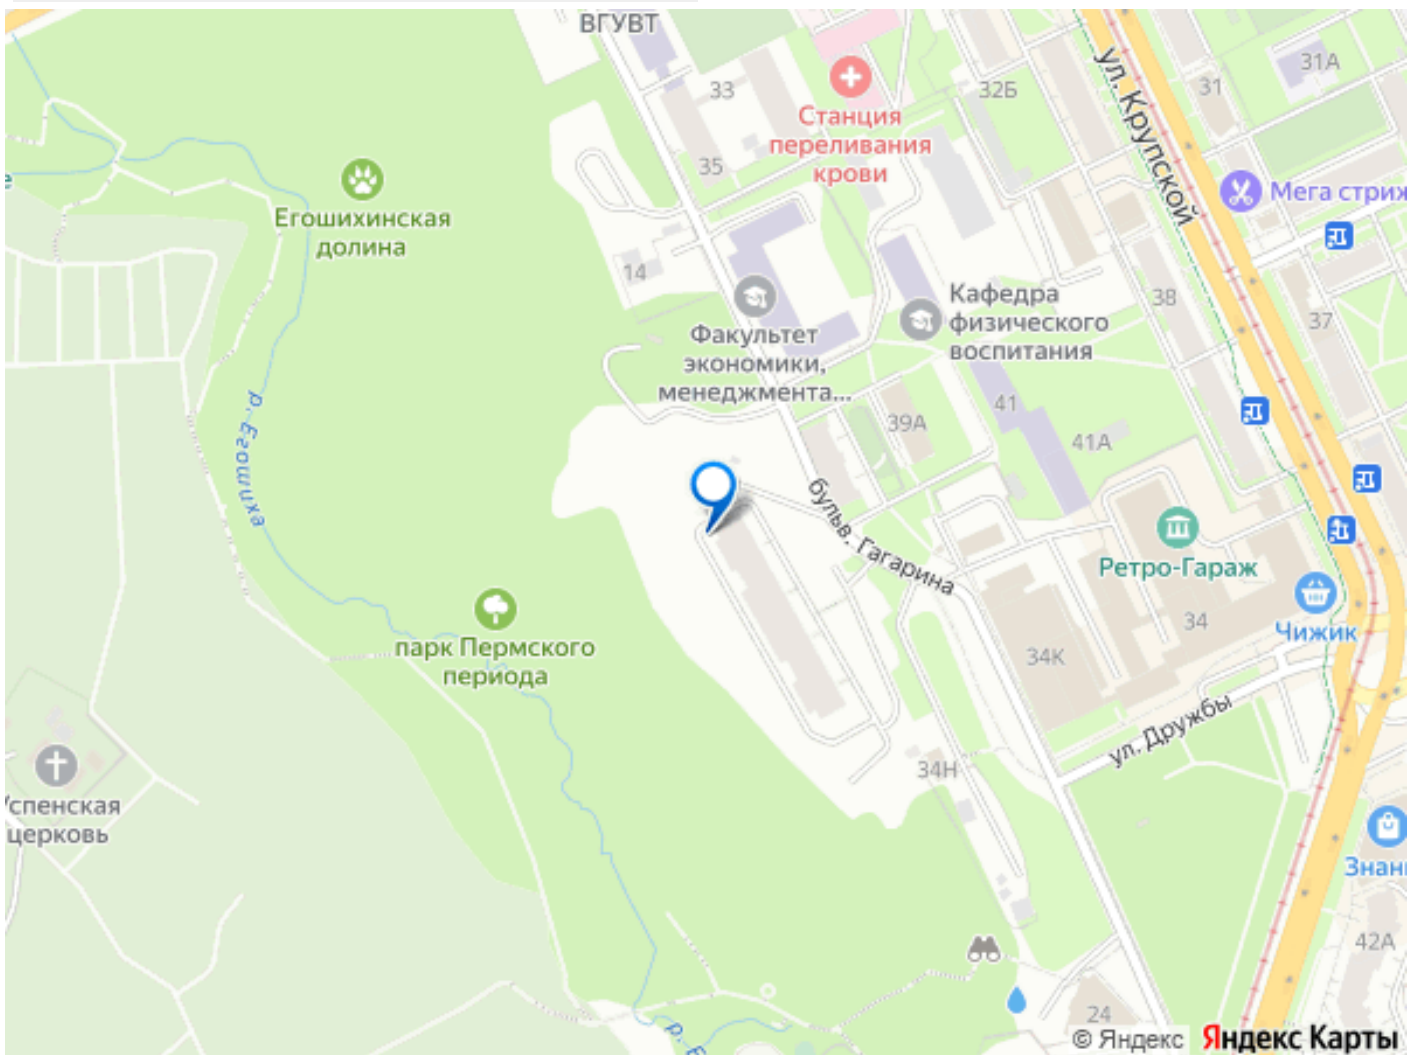 ВГУВТ
33
Станция
переливания
крови
32Б
31
31А
ул. Крупской
35
Мега стриж
Егошихинская
долина
14
38
37
Кафедра
физического
воспитания
Факультет
экономики,
менеджмента...
41
39А
41А
р. Егошиха
бульв. Гагарина
Ретро-Гараж
34
Чижик
парк Пермского
периода
34К
ул. Дружбы
34Н
спенская
церковь
Знан
42А
24
р. Е
© Яндекс Яндекс Карты